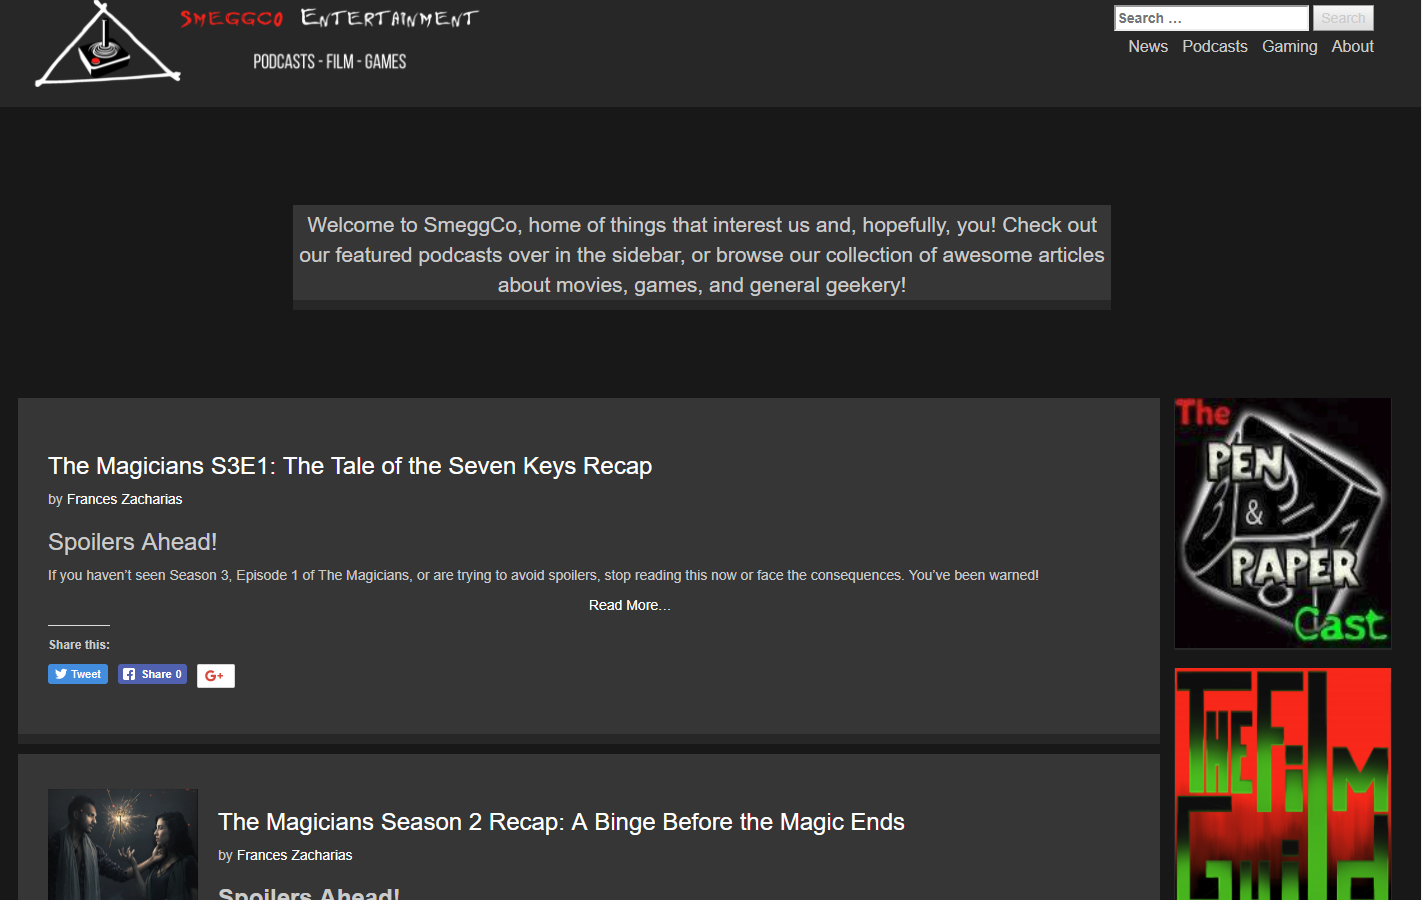 Smeggco Entertainment
PODCASTS - FILM - GAMES
Search ...
Search
News Podcasts Gaming About
Welcome to SmeggCo, home of things that interest us and, hopefully, you! Check out
our featured podcasts over in the sidebar, or browse our collection of awesome articles
about movies, games, and general geekery!
The Magicians S3E1: The Tale of the Seven Keys Recap
by Frances Zacharias
Spoilers Ahead!
If you haven’t seen Season 3, Episode 1 of The Magicians, or are trying to avoid spoilers, stop reading this now or face the consequences. You’ve been warned!
Read More…
Share this:
Tweet
Share 0
G+
The
PEN
&
PAPER
Cast
The Film
Guild
The Magicians Season 2 Recap: A Binge Before the Magic Ends
by Frances Zacharias
Spoilers Ahead!